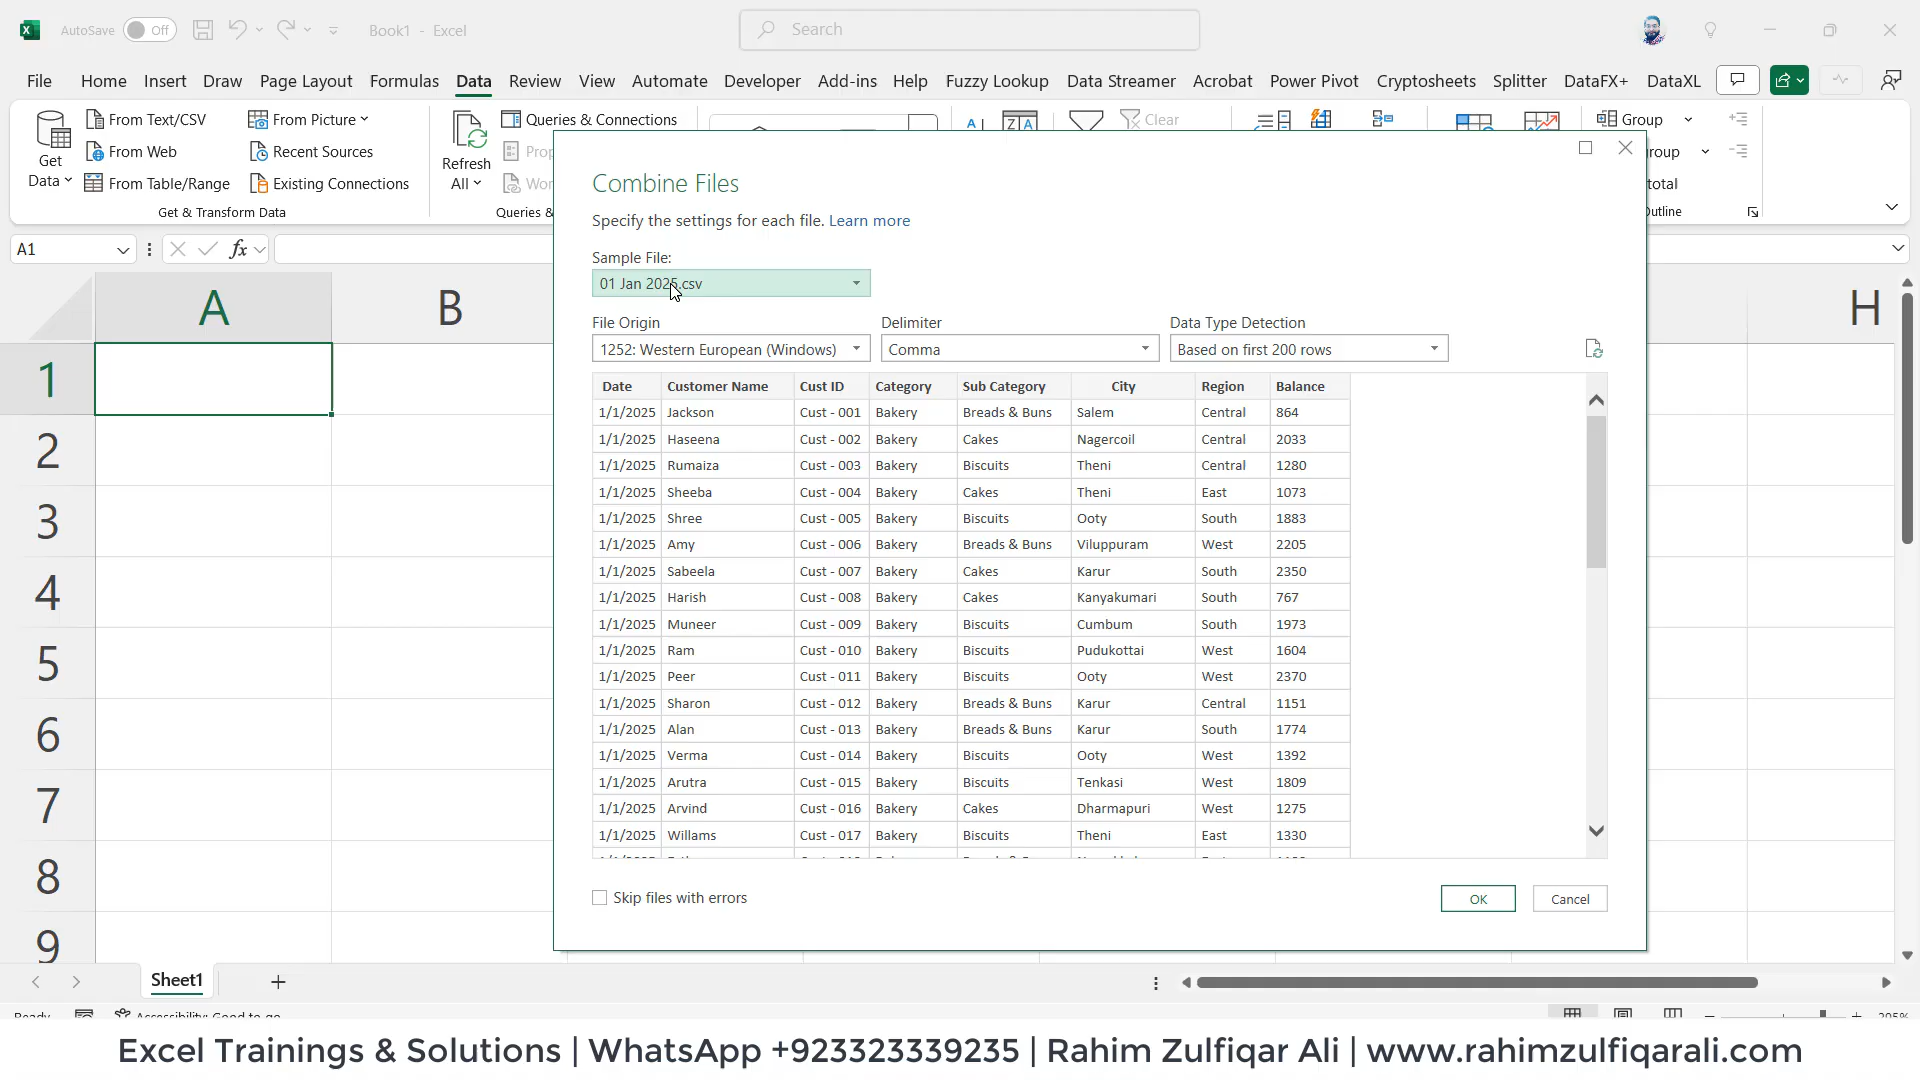 AutoSave Off Book1 - Excel Search
File Home Insert Draw Page Layout Formulas Data Review View Automate Developer Add-ins Help Fuzzy Lookup Data Streamer Acrobat Power Pivot Cryptosheets Splitter DataFX+ DataXL
Get Data
From Text/CSV
From Web
From Table/Range
From Picture
Recent Sources
Existing Connections
Get & Transform Data
Refresh All
Queries & Connections
Queries &
Clear
Group
A1
fx
A B H
1
2
3
4
5
6
7
8
9
Combine Files
Specify the settings for each file. Learn more
Sample File:
01 Jan 2025.csv
File Origin Delimiter Data Type Detection
1252: Western European (Windows) Comma Based on first 200 rows
Date Customer Name Cust ID Category Sub Category City Region Balance
1/1/2025 Jackson Cust - 001 Bakery Breads & Buns Salem Central 864
1/1/2025 Haseena Cust - 002 Bakery Cakes Nagercoil Central 2033
1/1/2025 Rumaiza Cust - 003 Bakery Biscuits Theni Central 1280
1/1/2025 Sheeba Cust - 004 Bakery Cakes Theni East 1073
1/1/2025 Shree Cust - 005 Bakery Biscuits Ooty South 1883
1/1/2025 Amy Cust - 006 Bakery Breads & Buns Viluppuram West 2205
1/1/2025 Sabeela Cust - 007 Bakery Cakes Karur South 2350
1/1/2025 Harish Cust - 008 Bakery Cakes Kanyakumari South 767
1/1/2025 Muneer Cust - 009 Bakery Biscuits Cumbum South 1973
1/1/2025 Ram Cust - 010 Bakery Biscuits Pudukottai West 1604
1/1/2025 Peer Cust - 011 Bakery Biscuits Ooty West 2370
1/1/2025 Sharon Cust - 012 Bakery Breads & Buns Karur Central 1151
1/1/2025 Alan Cust - 013 Bakery Breads & Buns Karur South 1774
1/1/2025 Verma Cust - 014 Bakery Biscuits Ooty West 1392
1/1/2025 Arutra Cust - 015 Bakery Biscuits Tenkasi West 1809
1/1/2025 Arvind Cust - 016 Bakery Cakes Dharmapuri West 1275
1/1/2025 Willams Cust - 017 Bakery Biscuits Theni East 1330
Skip files with errors
OK Cancel
Sheet1
Excel Trainings & Solutions | WhatsApp +923323339235 | Rahim Zulfiqar Ali | www.rahimzulfiqarali.com